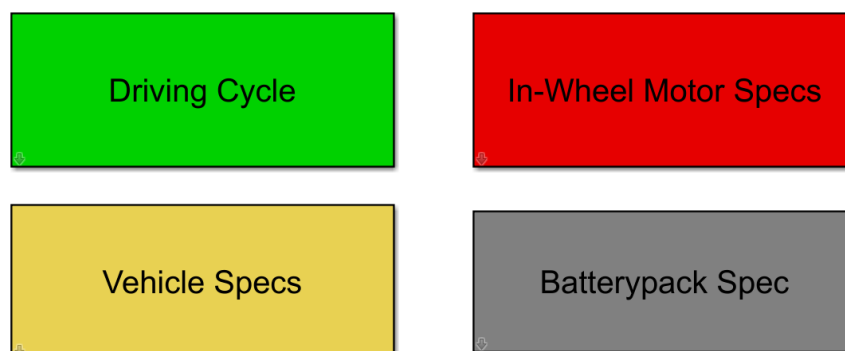 Driving Cycle
In-Wheel Motor Specs
Vehicle Specs
Batterypack Spec